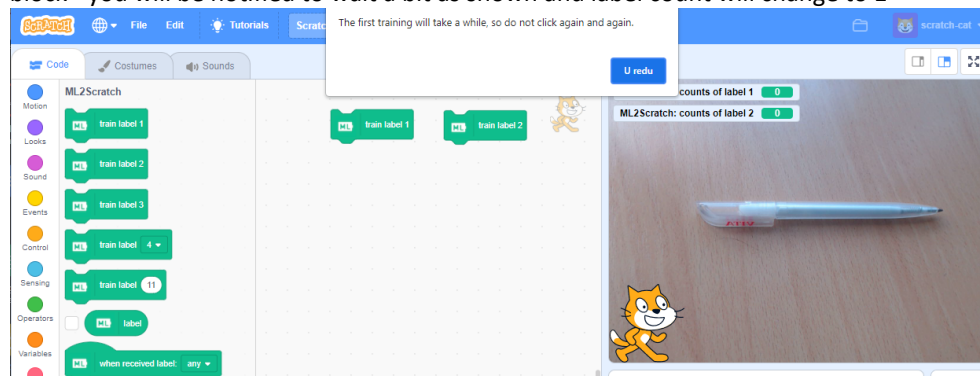 block - you will be notified to wait a bit as shown and label count will change to 1
SCRATCH File Edit Tutorials Scratc
The first training will take a while, so do not click again and again.
U redu
scratch-cat
Code Costumes Sounds
Motion
Looks
Sound
Events
Control
Sensing
Operators
Variables
ML2Scratch
ML train label 1
ML train label 2
ML train label 3
ML train label 4
ML train label 11
ML label
ML when received label: any
ML train label 1
ML train label 2
counts of label 1 0
ML2Scratch: counts of label 2 0